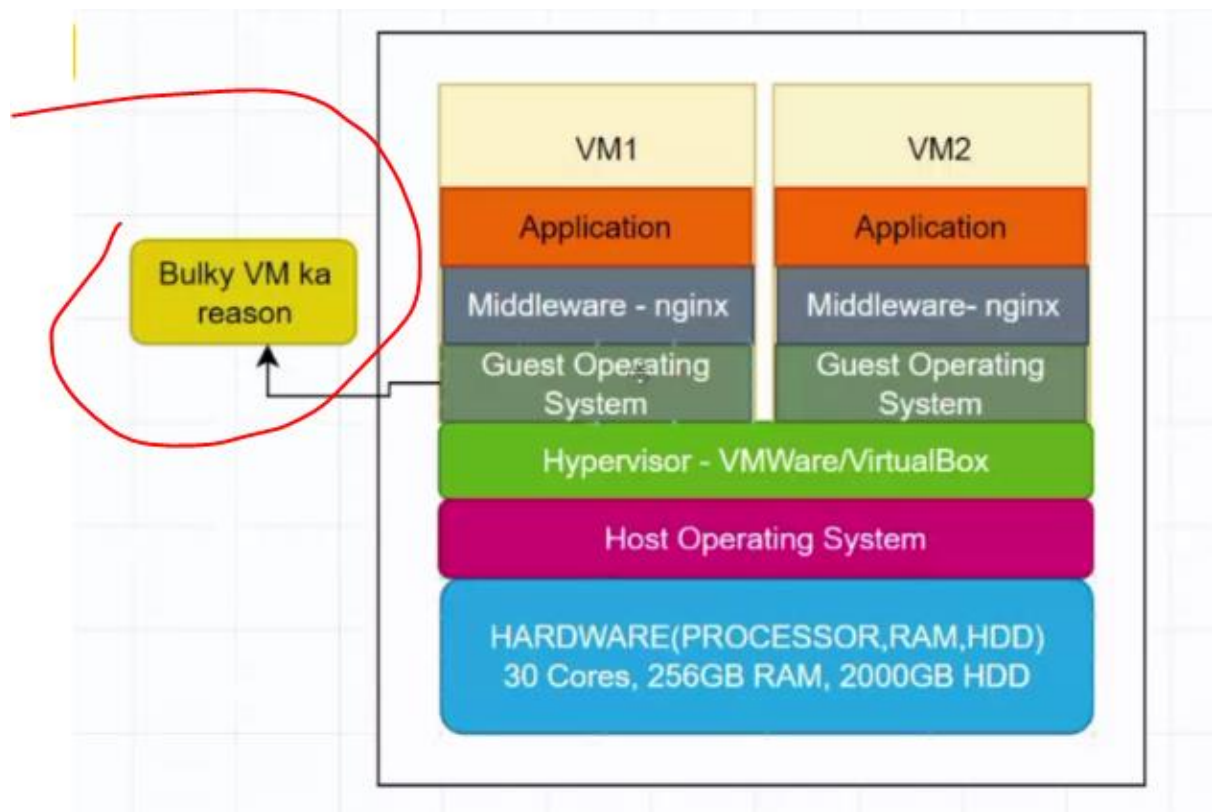 VM1
VM2
Application
Application
Bulky VM ka
reason
Middleware - nginx
Middleware- nginx
Guest Operating
System
Guest Operating
System
Hypervisor - VMWare/VirtualBox
Host Operating System
HARDWARE(PROCESSOR,RAM,HDD)
30 Cores, 256GB RAM, 2000GB HDD